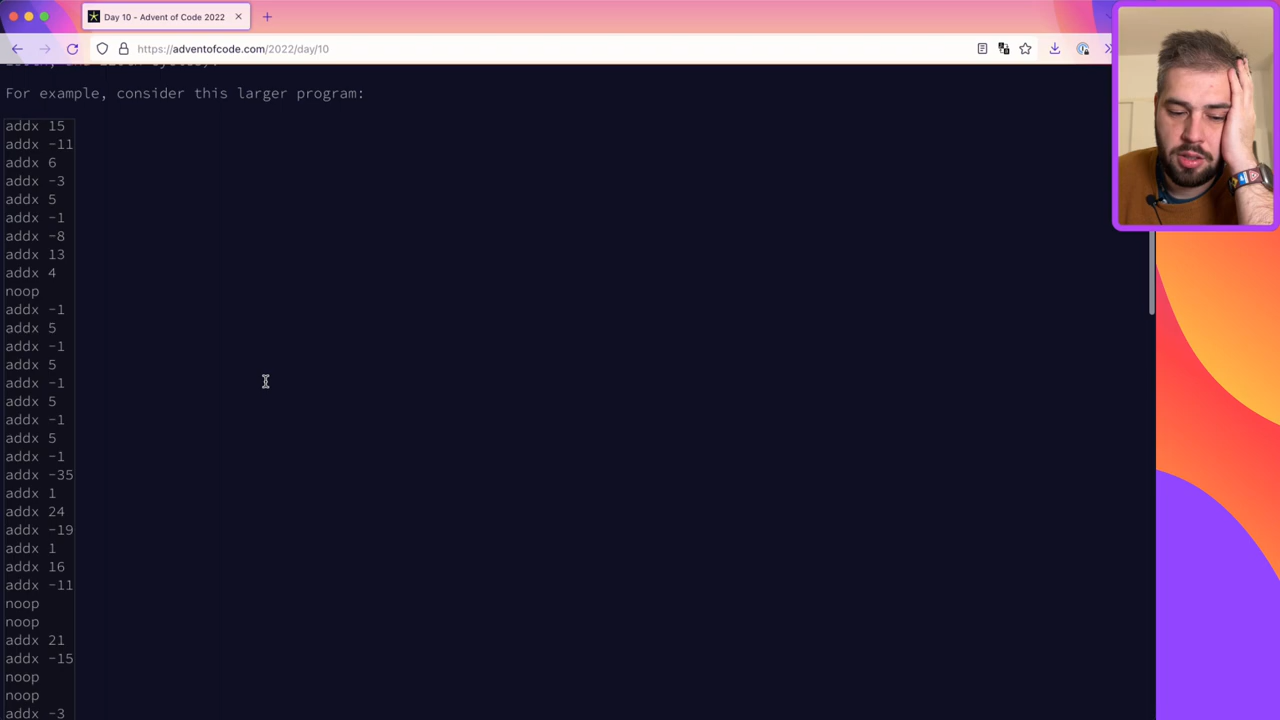 Day 10 - Advent of Code 2022
https://adventofcode.com/2022/day/10
For example, consider this larger program:
addx 15
addx -11
addx 6
addx -3
addx 5
addx -1
addx -8
addx 13
addx 4
noop
addx -1
addx 5
addx -1
addx 5
addx -1
addx 5
addx -1
addx 5
addx -1
addx -35
addx 1
addx 24
addx -19
addx 1
addx 16
addx -11
noop
noop
addx 21
addx -15
noop
noop
addx -3